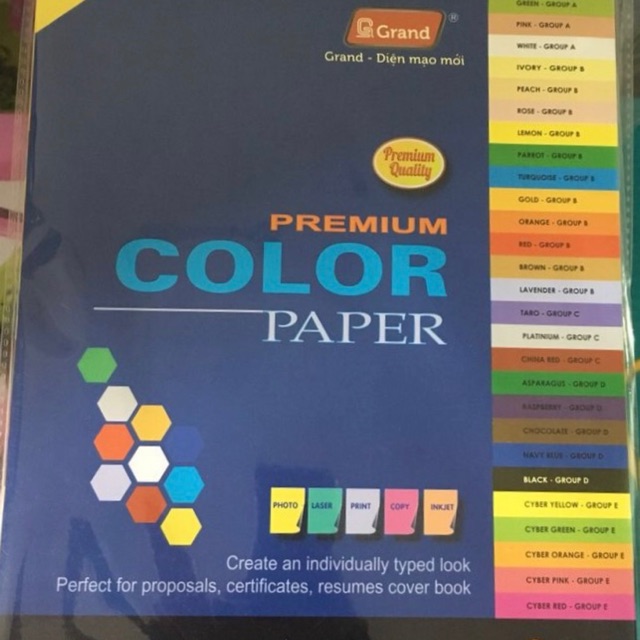 Grand®
Grand - Diện mạo mới
Premium
Quality
PREMIUM
COLOR
PAPER
PHOTO
LASER
PRINT
COPY
INKJET
Create an individually typed look
Perfect for proposals, certificates, resumes cover book
GREEN - GROUP A
PINK - GROUP A
WHITE - GROUP A
IVORY - GROUP B
PEACH - GROUP B
ROSE - GROUP B
LEMON - GROUP B
PARROT - GROUP B
TURQUOISE - GROUP B
GOLD - GROUP B
ORANGE - GROUP B
RED - GROUP B
BROWN - GROUP B
LAVENDER - GROUP B
TARO - GROUP C
PLATINIUM - GROUP C
CHINA RED - GROUP C
ASPARAGUS - GROUP D
RASPBERRY - GROUP D
CHOCOLATE - GROUP D
NAVY BLUE - GROUP D
BLACK - GROUP D
CYBER YELLOW - GROUP E
CYBER GREEN - GROUP E
CYBER ORANGE - GROUP E
CYBER PINK - GROUP E
CYBER RED - GROUP E